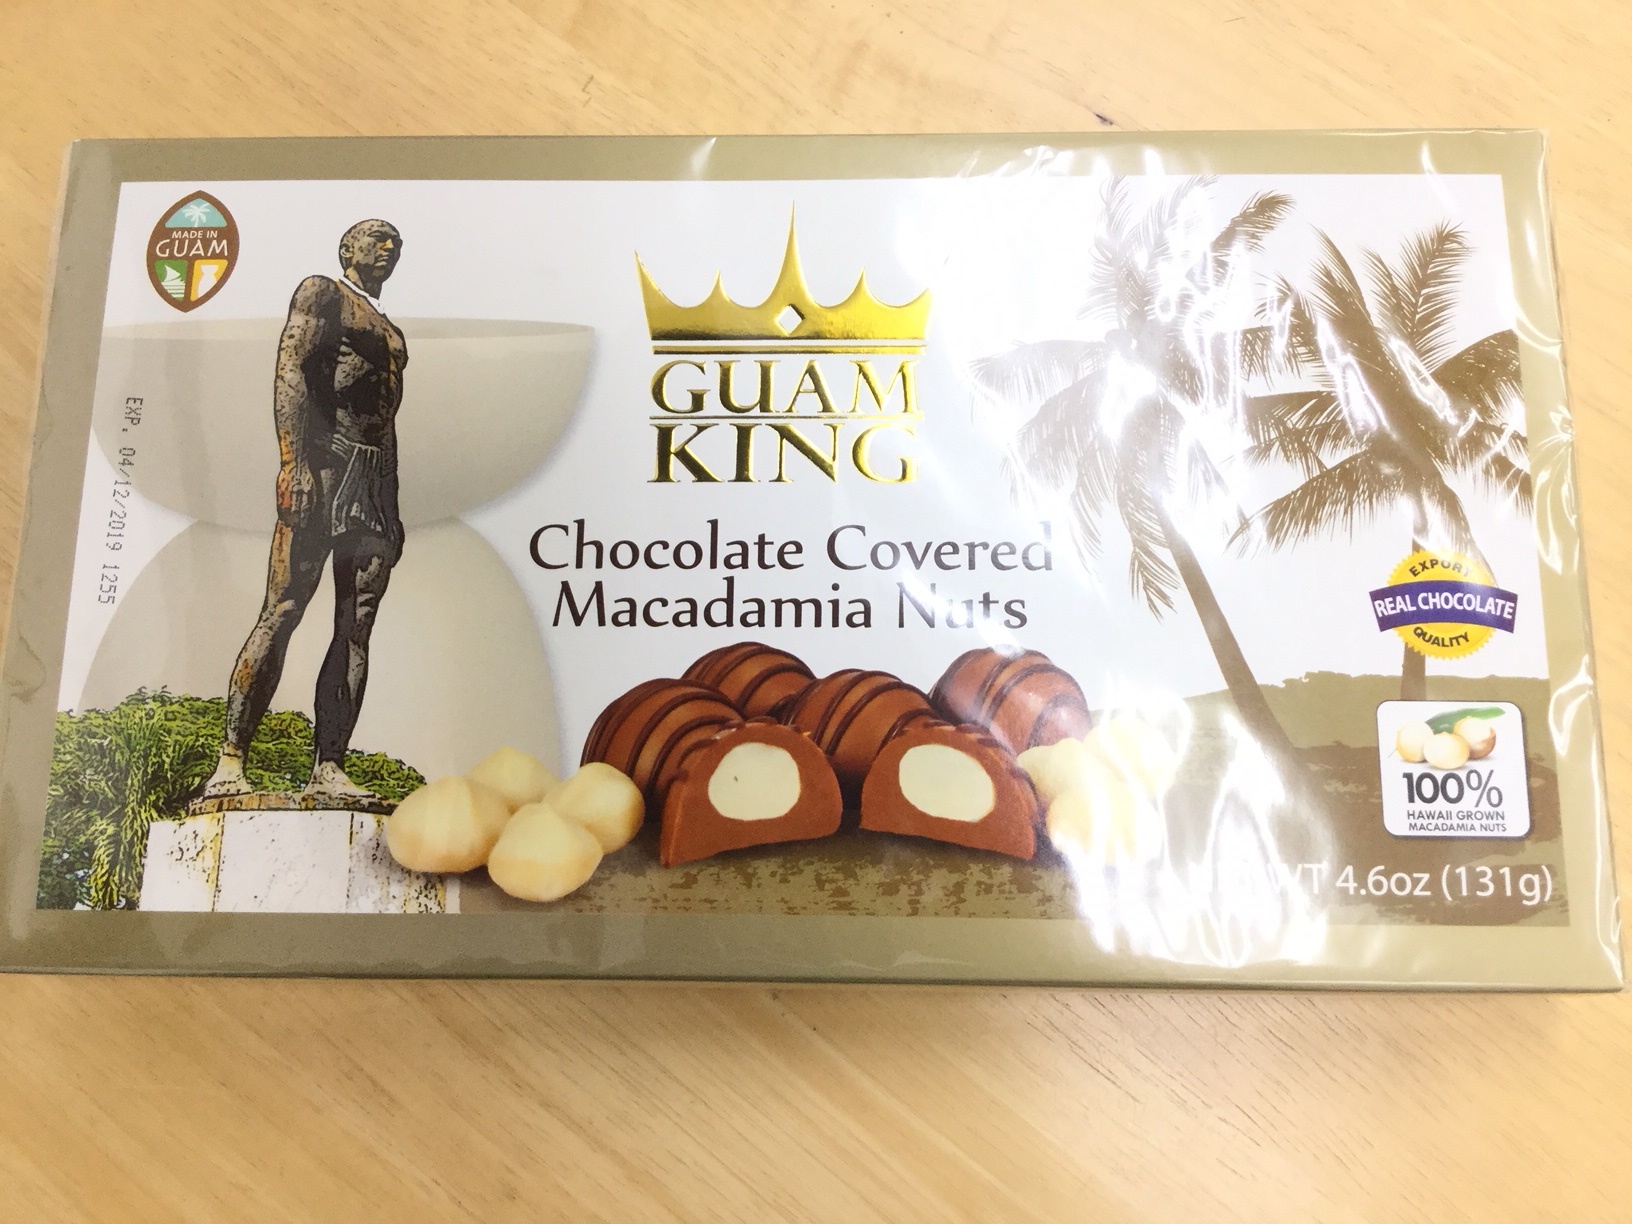 MADE IN
GUAM
GUAM
KING
Chocolate Covered
Macadamia Nuts
EXP. 04/12/2019 1255
EXPORT
REAL CHOCOLATE
QUALITY
100%
HAWAII GROWN
MACADAMIA NUTS
WT 4.6oz (131g)